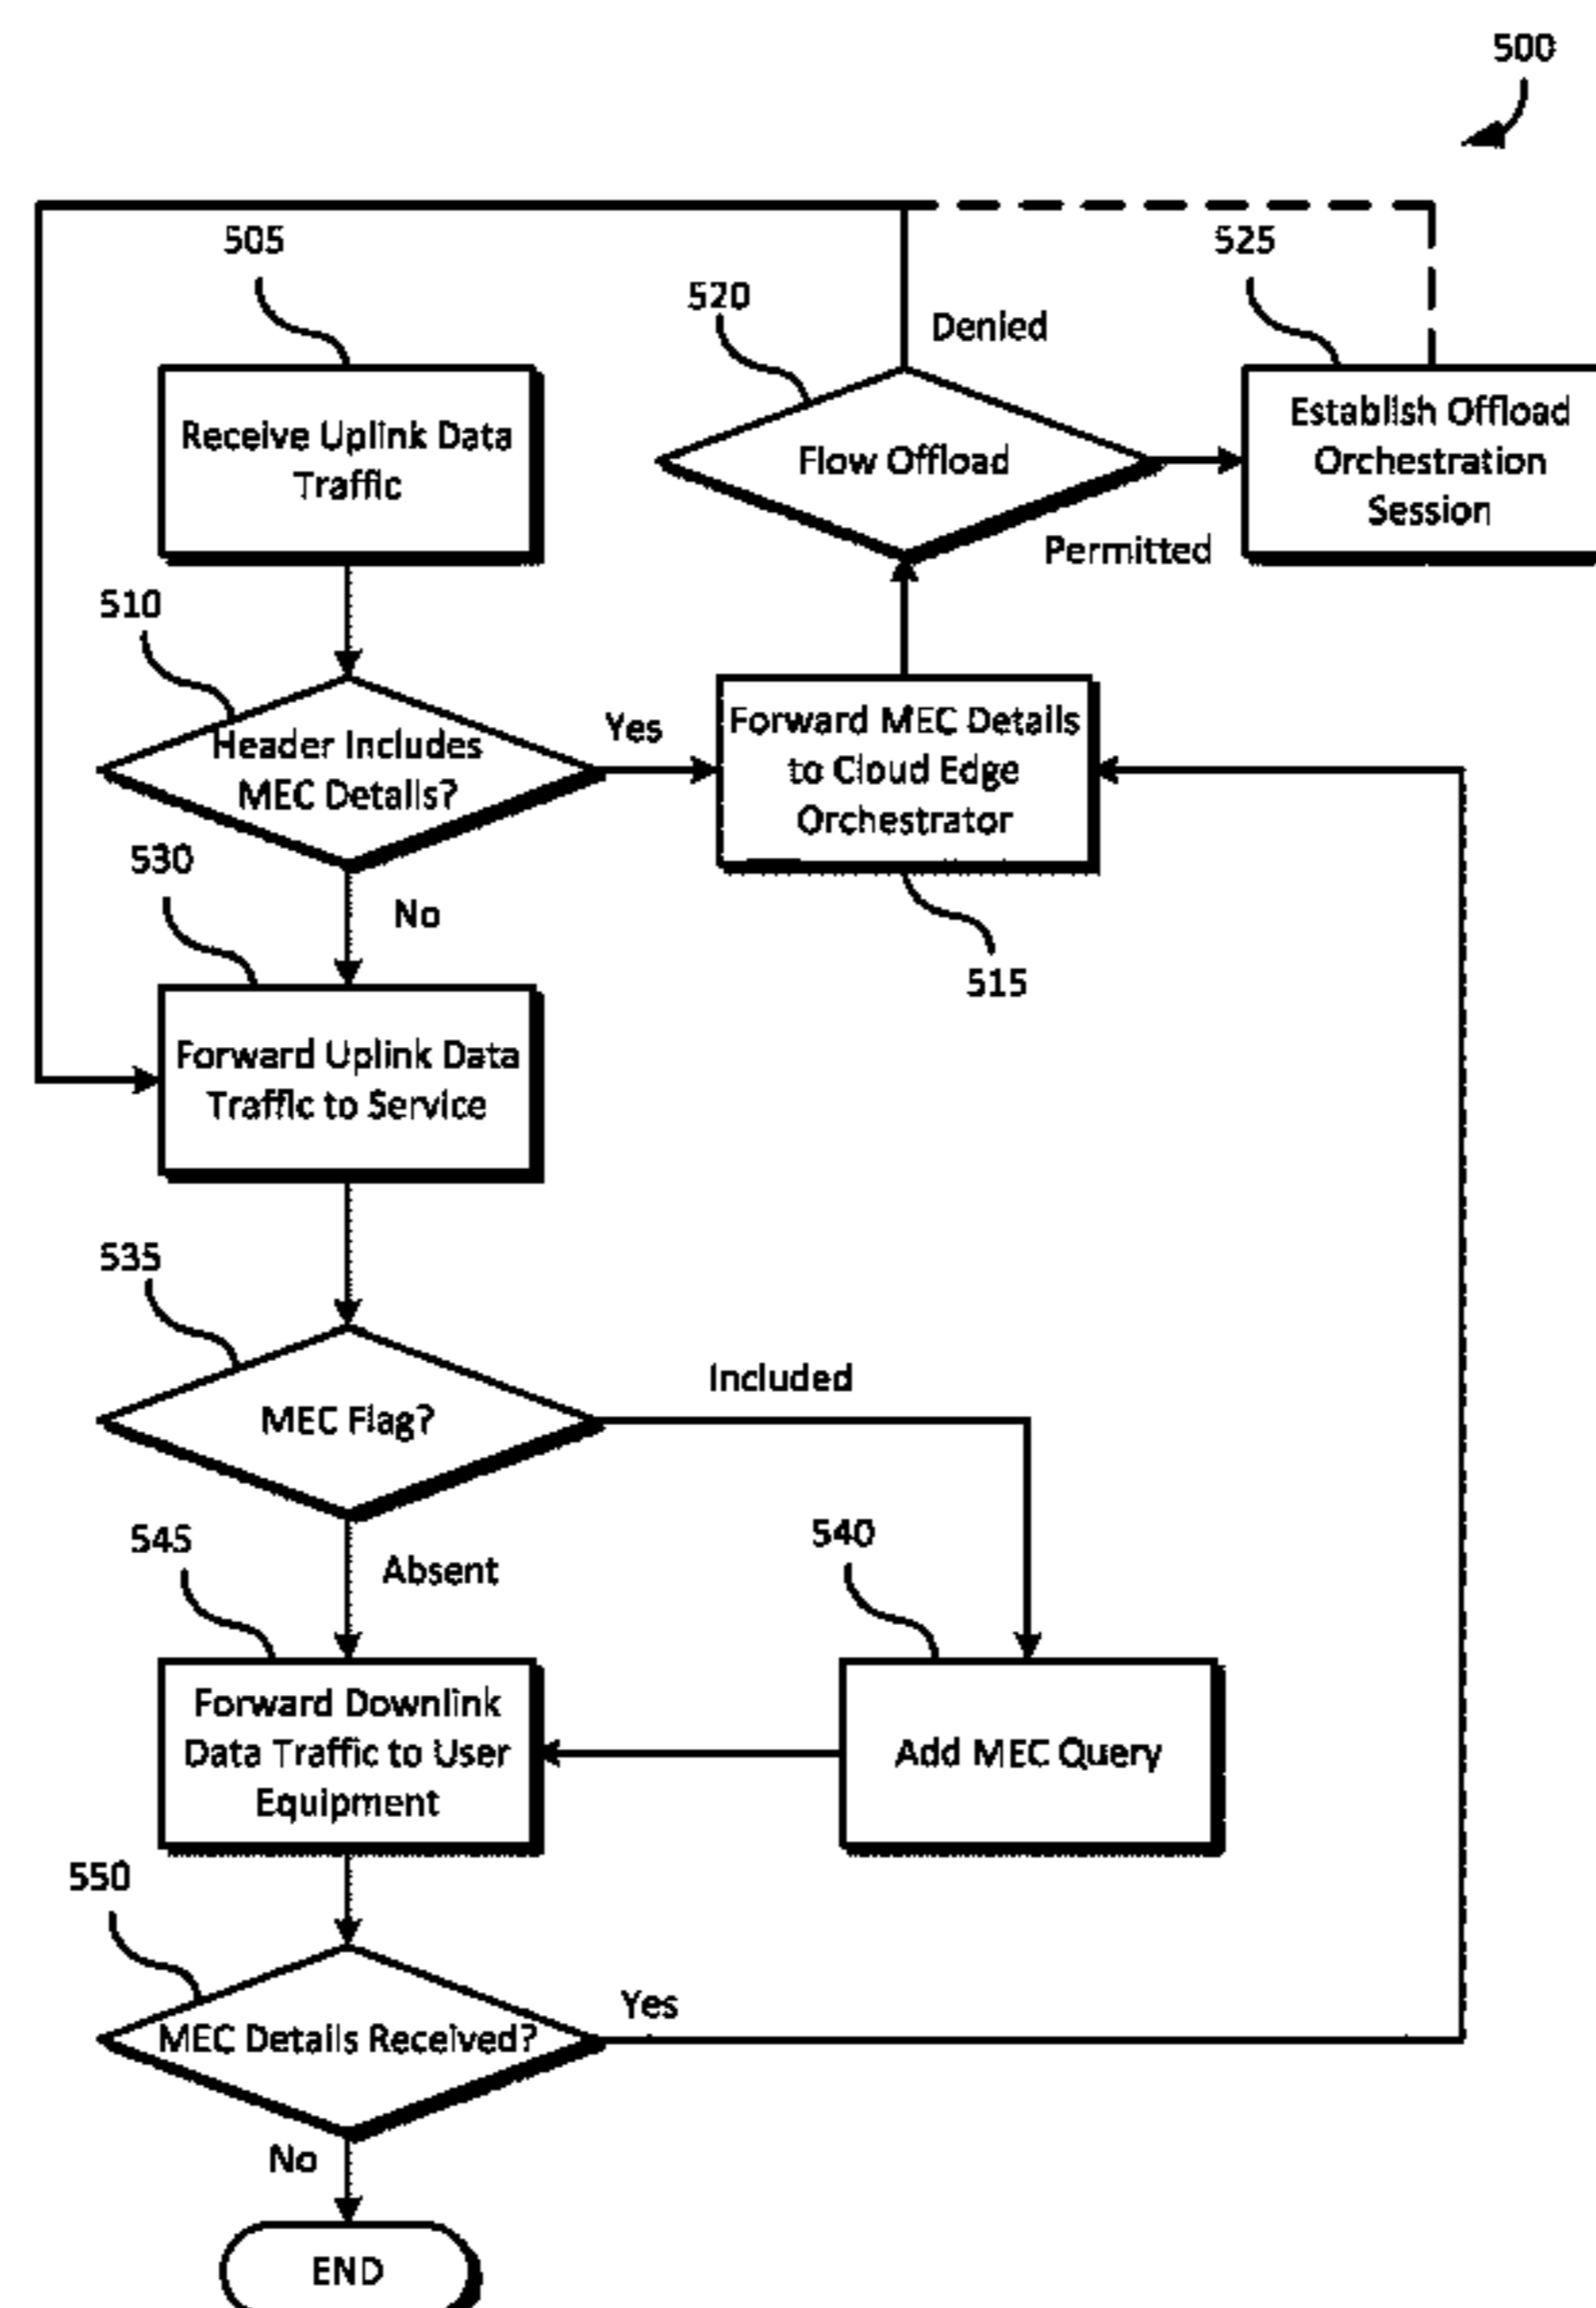 500
505
520
525
Denied
Receive Uplink Data
Traffic
Flow Offload
Establish Offload
Orchestration
Session
Permitted
510
Header Includes
MEC Details?
Yes
Forward MEC Details
to Cloud Edge
Orchestrator
530
No
515
Forward Uplink Data
Traffic to Service
535
MEC Flag?
Included
545
Absent
540
Forward Downlink
Data Traffic to User
Equipment
Add MEC Query
550
MEC Details Received?
Yes
No
END